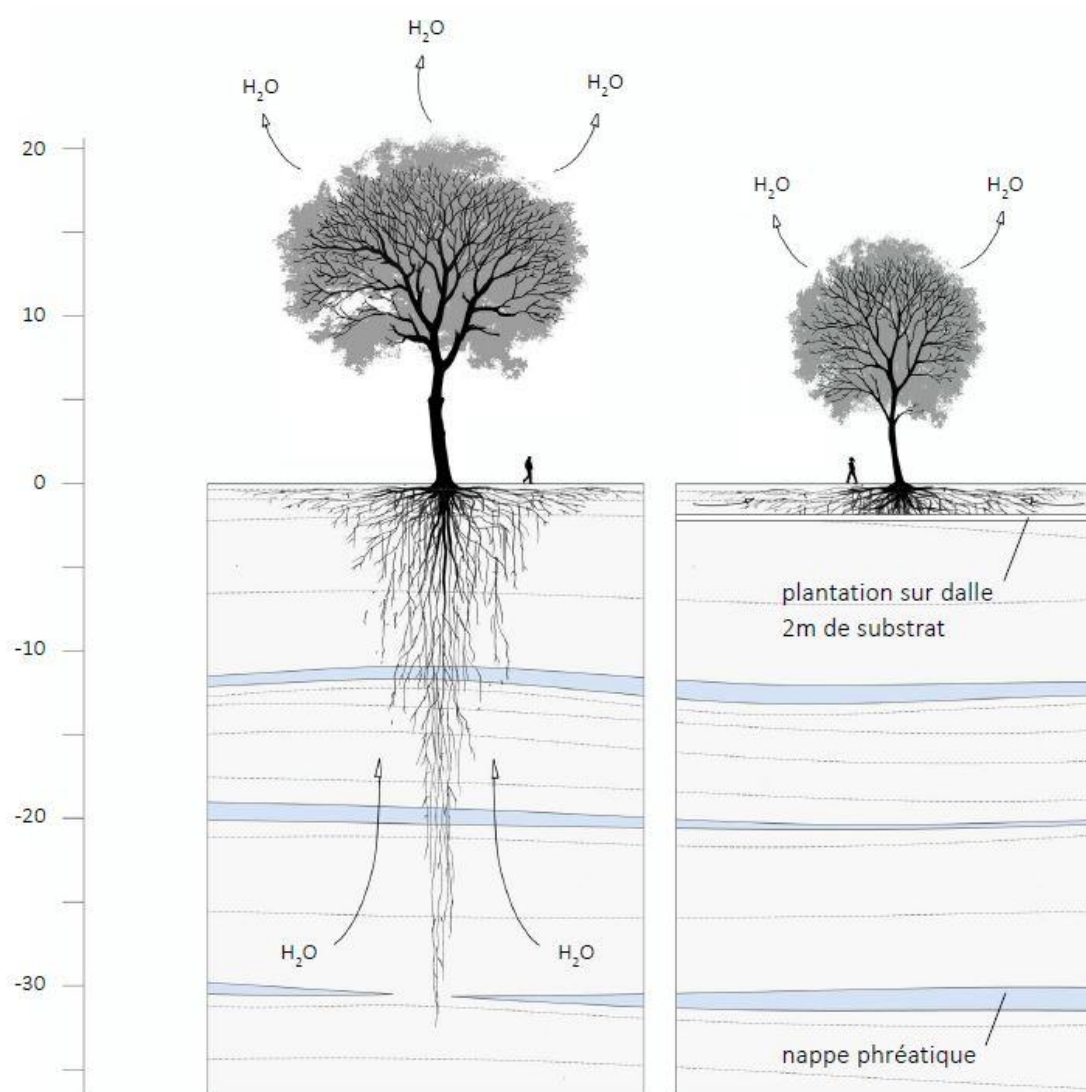 H₂O
H₂O
H₂O
20
H₂O
H₂O
10
0
plantation sur dalle
2m de substrat
-10
-20
H₂O
H₂O
-30
nappe phréatique